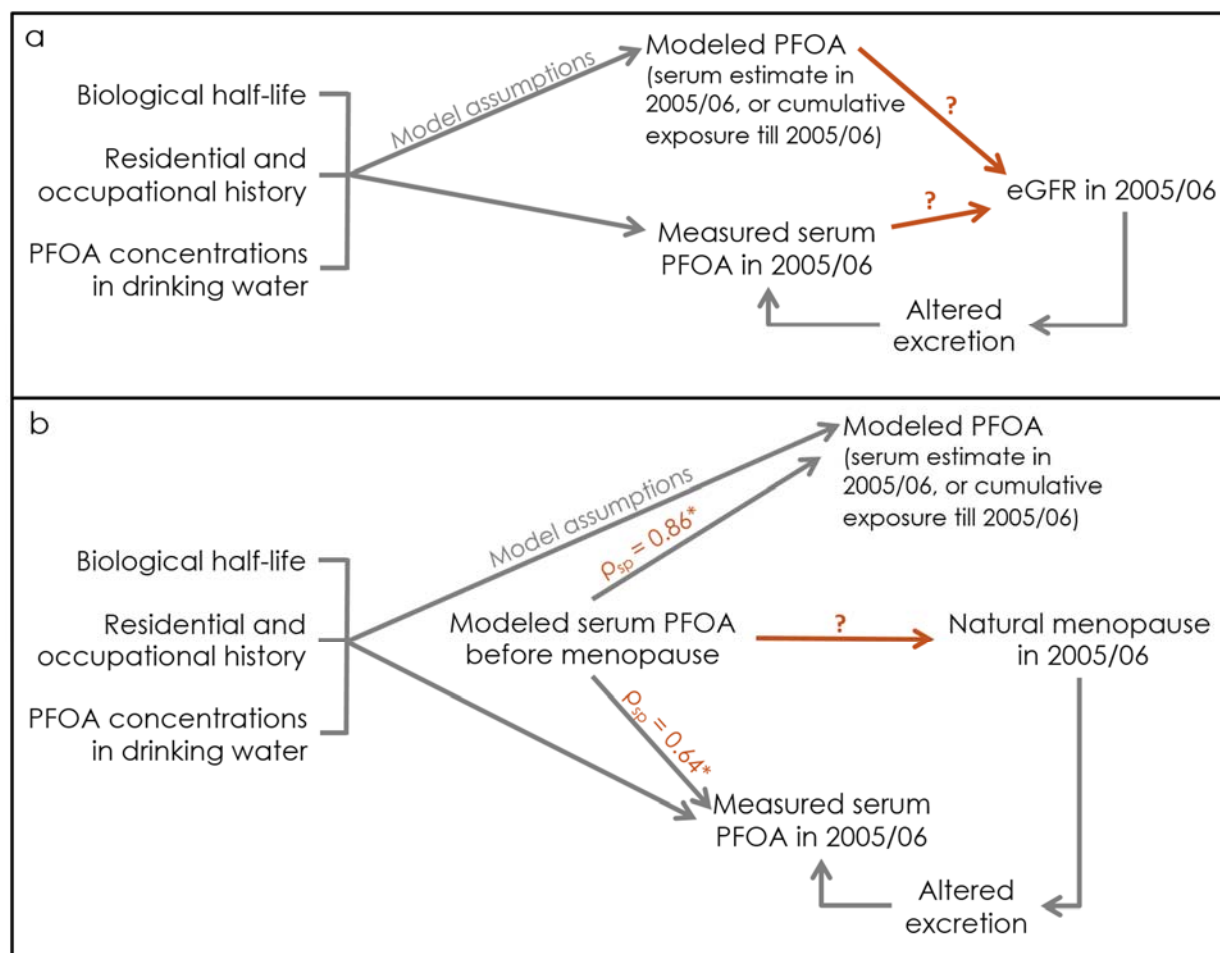 a
Biological half-life
Residential and
occupational history
PFOA concentrations
in drinking water
Model assumptions
Modeled PFOA
(serum estimate in
2005/06, or cumulative
exposure till 2005/06)
?
?
eGFR in 2005/06
Measured serum
PFOA in 2005/06
Altered
excretion
b
Modeled PFOA
(serum estimate in
2005/06, or cumulative
exposure till 2005/06)
Model assumptions
ρsp = 0.86*
Biological half-life
Residential and
occupational history
PFOA concentrations
in drinking water
Modeled serum PFOA
before menopause
?
Natural menopause
in 2005/06
ρsp = 0.64*
Measured serum
PFOA in 2005/06
Altered
excretion